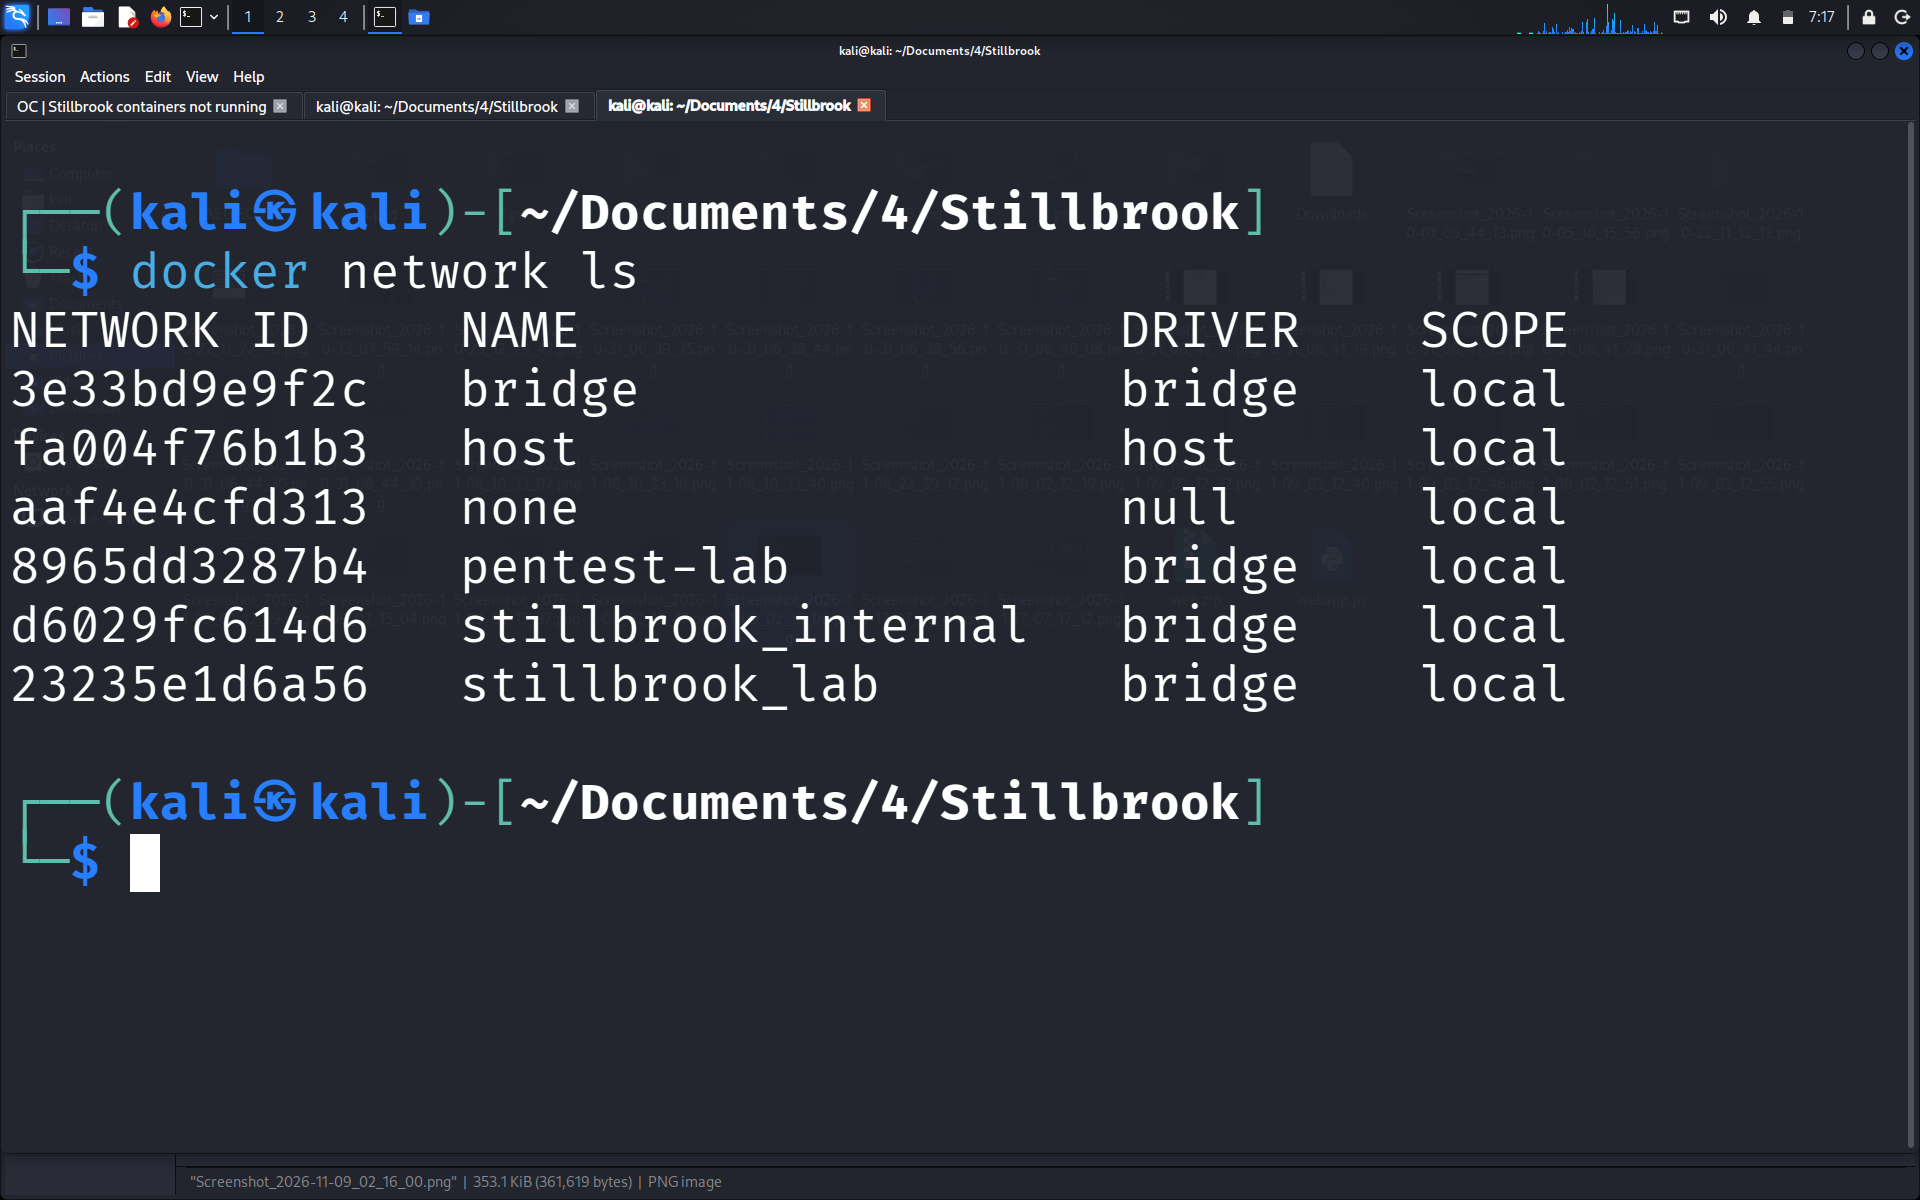 1 2 3 4 7:17
kali@kali: ~/Documents/4/Stillbrook
Session Actions Edit View Help
OC | Stillbrook containers not running kali@kali: ~/Documents/4/Stillbrook kali@kali: ~/Documents/4/Stillbrook
┌──(kali㉿kali)-[~/Documents/4/Stillbrook]
└─$ docker network ls
NETWORK ID NAME DRIVER SCOPE
3e33bd9e9f2c bridge bridge local
fa004f76b1b3 host host local
aaf4e4cfd313 none null local
8965dd3287b4 pentest-lab bridge local
d6029fc614d6 stillbrook_internal bridge local
23235e1d6a56 stillbrook_lab bridge local
┌──(kali㉿kali)-[~/Documents/4/Stillbrook]
└─$
"Screenshot_2026-11-09_02_16_00.png" | 353.1 KiB (361,619 bytes) | PNG image